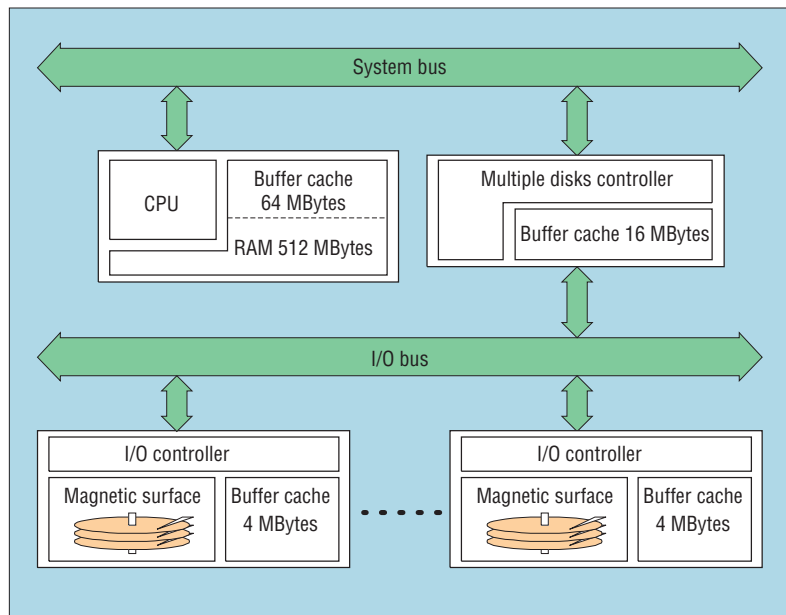 System bus
CPU
Buffer cache
64 MBytes
RAM 512 MBytes
Multiple disks controller
Buffer cache 16 MBytes
I/O bus
I/O controller
Magnetic surface
Buffer cache
4 MBytes
I/O controller
Magnetic surface
Buffer cache
4 MBytes